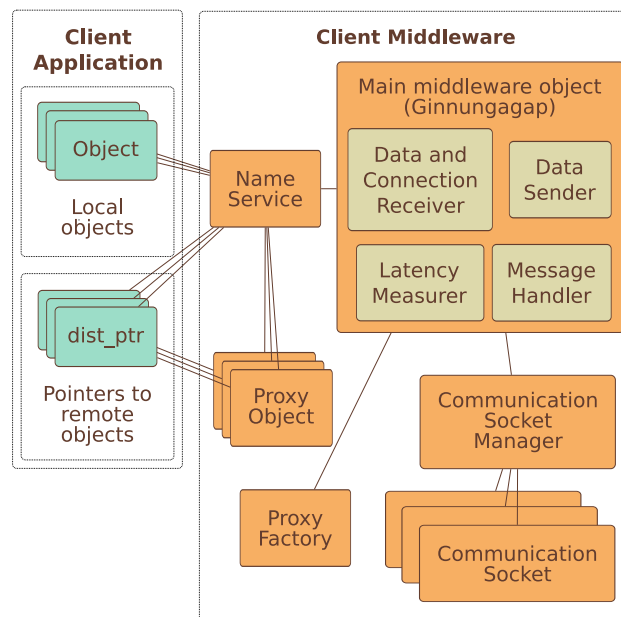 Client
Application
Object
Local
objects
dist_ptr
Pointers to
remote
objects
Client Middleware
Name
Service
Main middleware object
(Ginnungagap)
Data and
Connection
Receiver
Data
Sender
Latency
Measurer
Message
Handler
Proxy
Object
Communication
Socket
Manager
Proxy
Factory
Communication
Socket